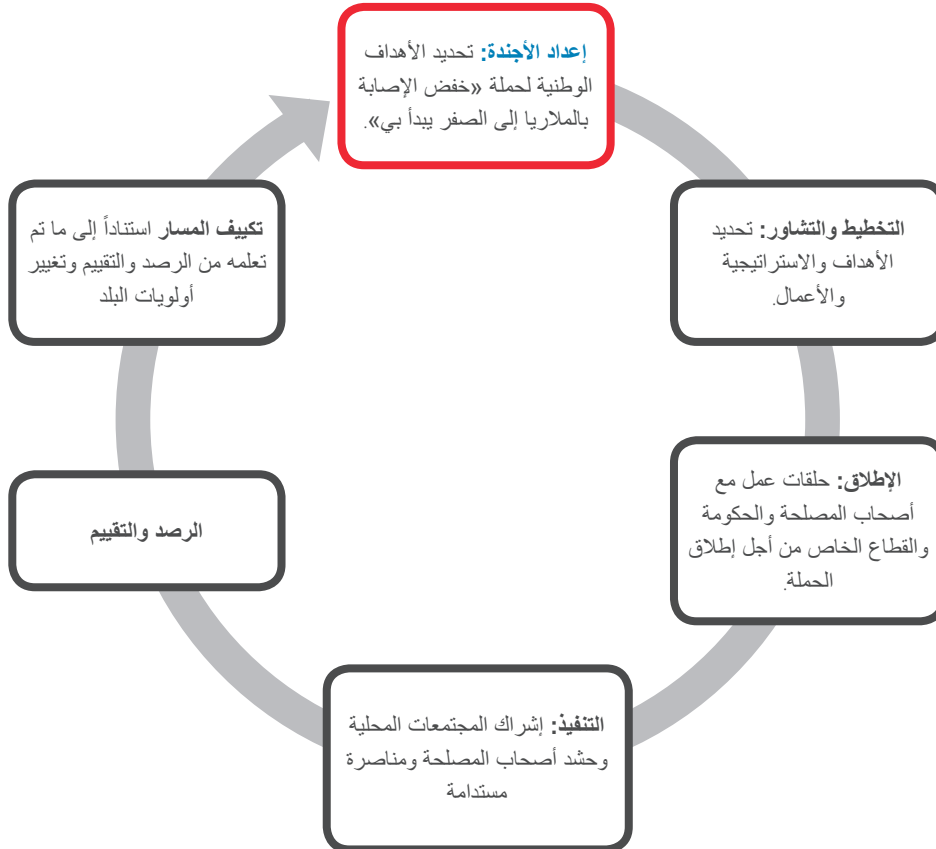 إعداد الأجندة: تحديد الأهداف
الوطنية لحملة «خفض الإصابة
بالملاريا إلى الصفر يبدأ بي».
التخطيط والتشاور: تحديد
الأهداف والاستراتيجية
والأعمال.
الإطلاق: حلقات عمل مع
أصحاب المصلحة والحكومة
والقطاع الخاص من أجل إطلاق
الحملة.
التنفيذ: إشراك المجتمعات المحلية
وحشد أصحاب المصلحة ومناصرة
مستدامة
الرصد والتقييم
تكييف المسار استناداً إلى ما تم
تعلمه من الرصد والتقييم وتغيير
أولويات البلد